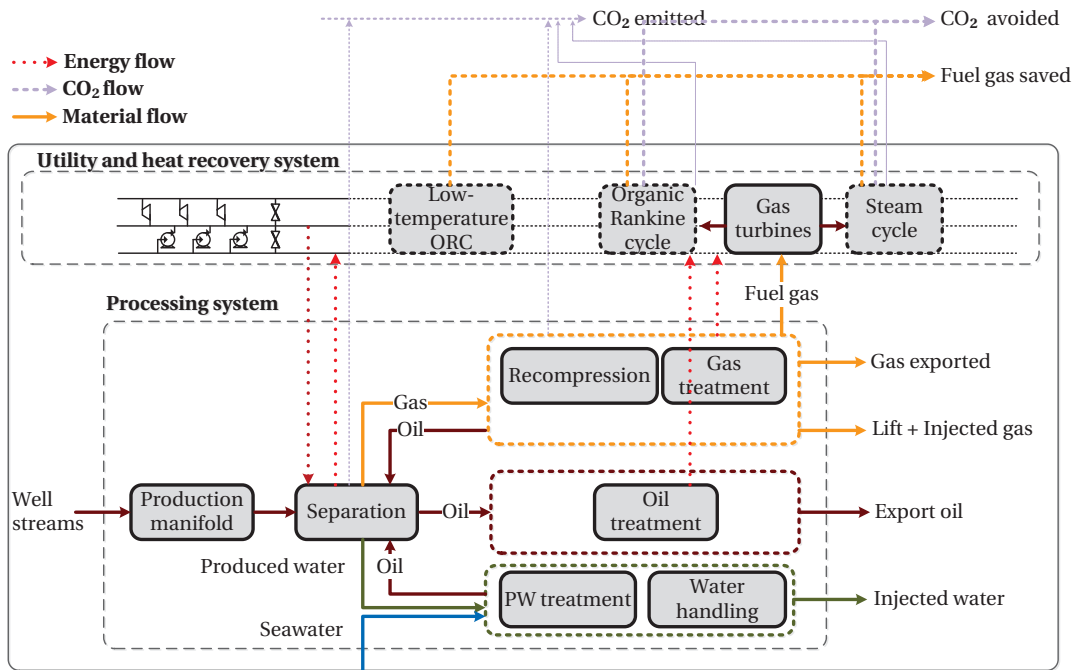 CO₂ emitted
CO₂ avoided
Energy flow
CO₂ flow
Material flow
Fuel gas saved
Utility and heat recovery system
Low-
temperature
ORC
Organic
Rankine
cycle
Gas
turbines
Steam
cycle
Fuel gas
Processing system
Recompression
Gas
treatment
Gas exported
Gas
Oil
Lift + Injected gas
Well
streams
Production
manifold
Separation
Oil
Oil
treatment
Export oil
Produced water
Oil
PW treatment
Water
handling
Injected water
Seawater